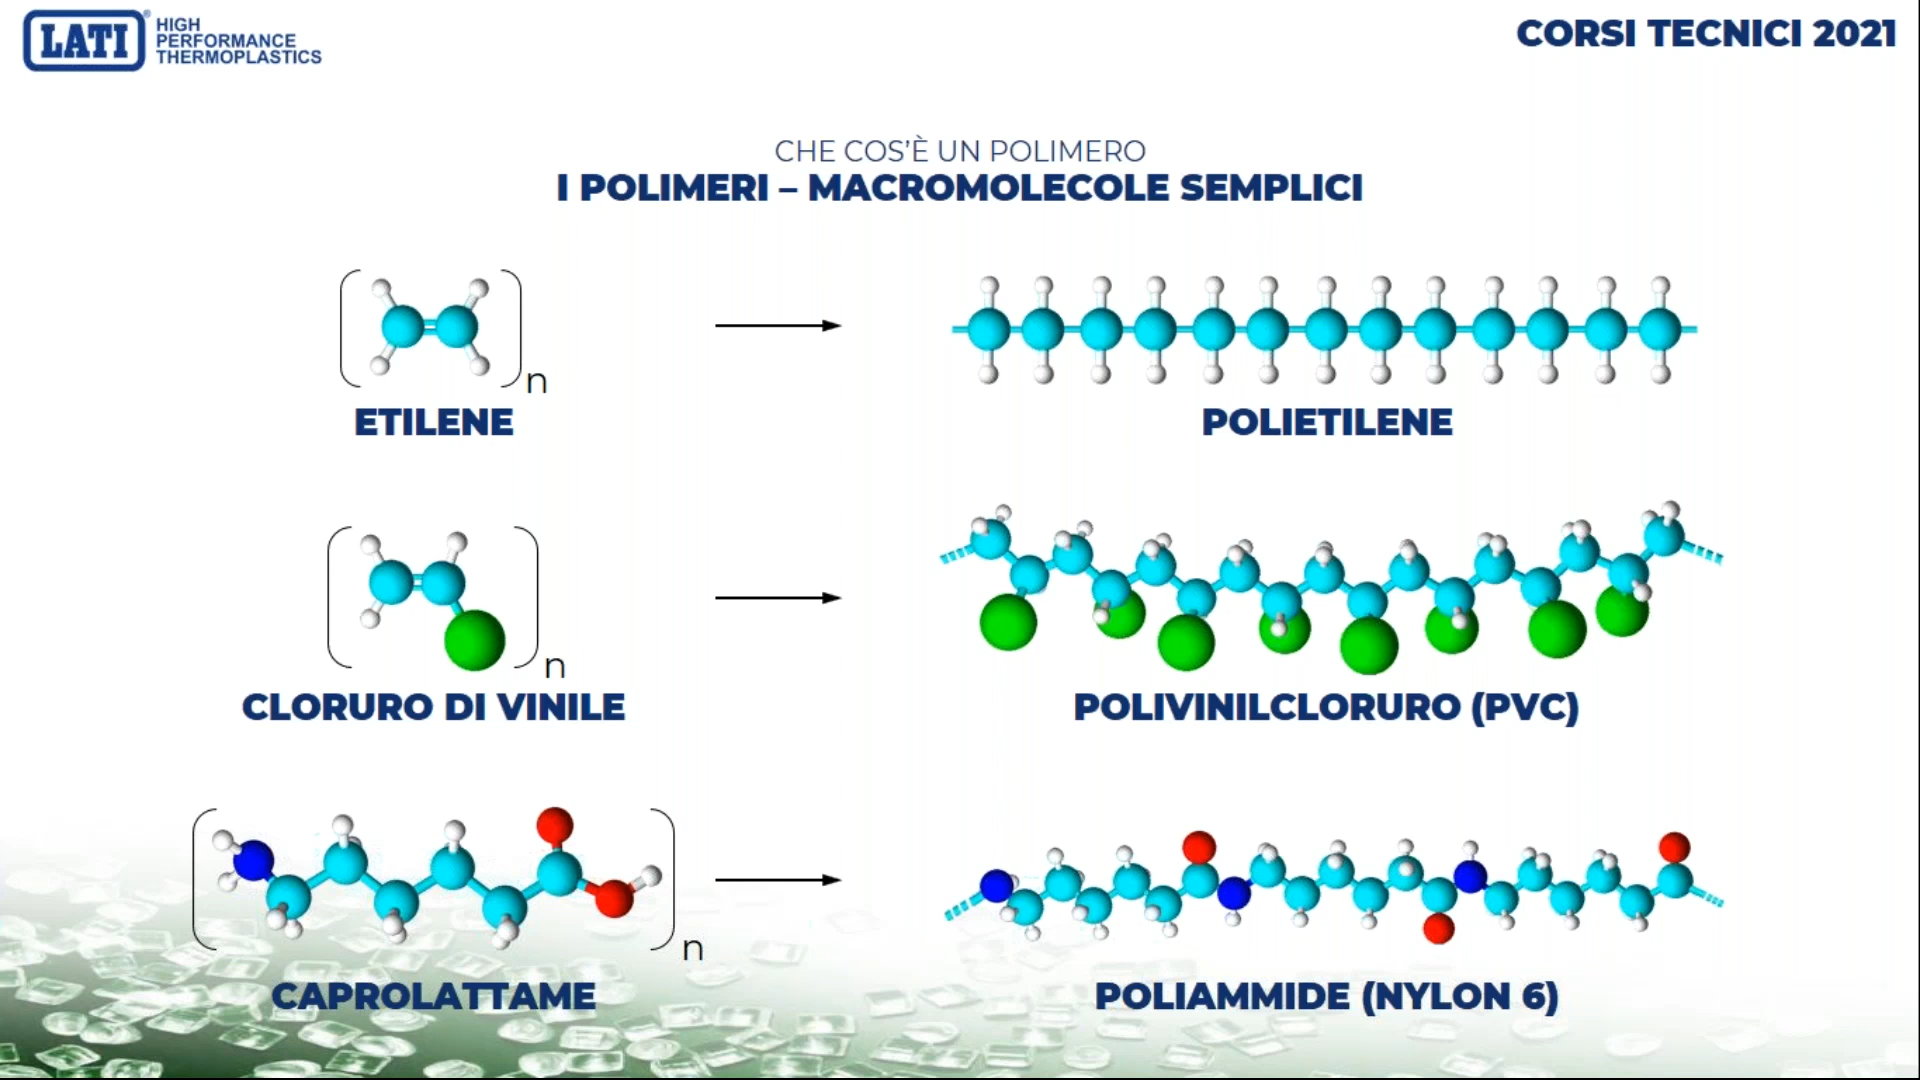 LATI®
HIGH
PERFORMANCE
THERMOPLASTICS
CORSI TECNICI 2021
CHE COS'È UN POLIMERO
I POLIMERI – MACROMOLECOLE SEMPLICI
n
ETILENE
POLIETILENE
n
CLORURO DI VINILE
POLIVINILCLORURO (PVC)
n
CAPROLATTAME
POLIAMMIDE (NYLON 6)